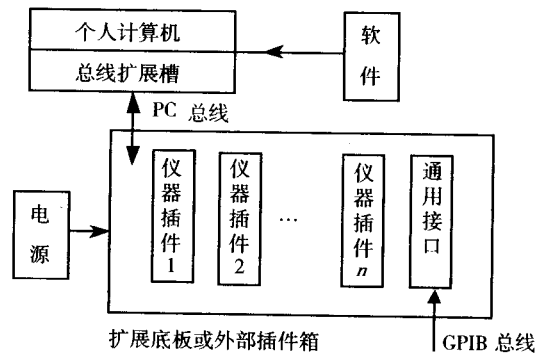 个人计算机
总线扩展槽
软件
PC 总线
电源
仪器插件1
仪器插件2
…
仪器插件n
通用接口
扩展底板或外部插件箱
GPIB 总线